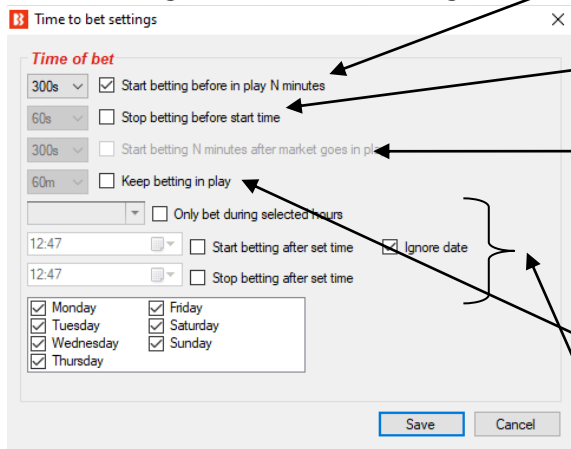 Time to bet settings
Time of bet
300s Start betting before in play N minutes
60s Stop betting before start time
300s Start betting N minutes after market goes in
60m Keep betting in play
Only bet during selected hours
12:47 Start betting after set time Ignore date
12:47 Stop betting after set time
Monday Friday
Tuesday Saturday
Wednesday Sunday
Thursday
Save Cancel